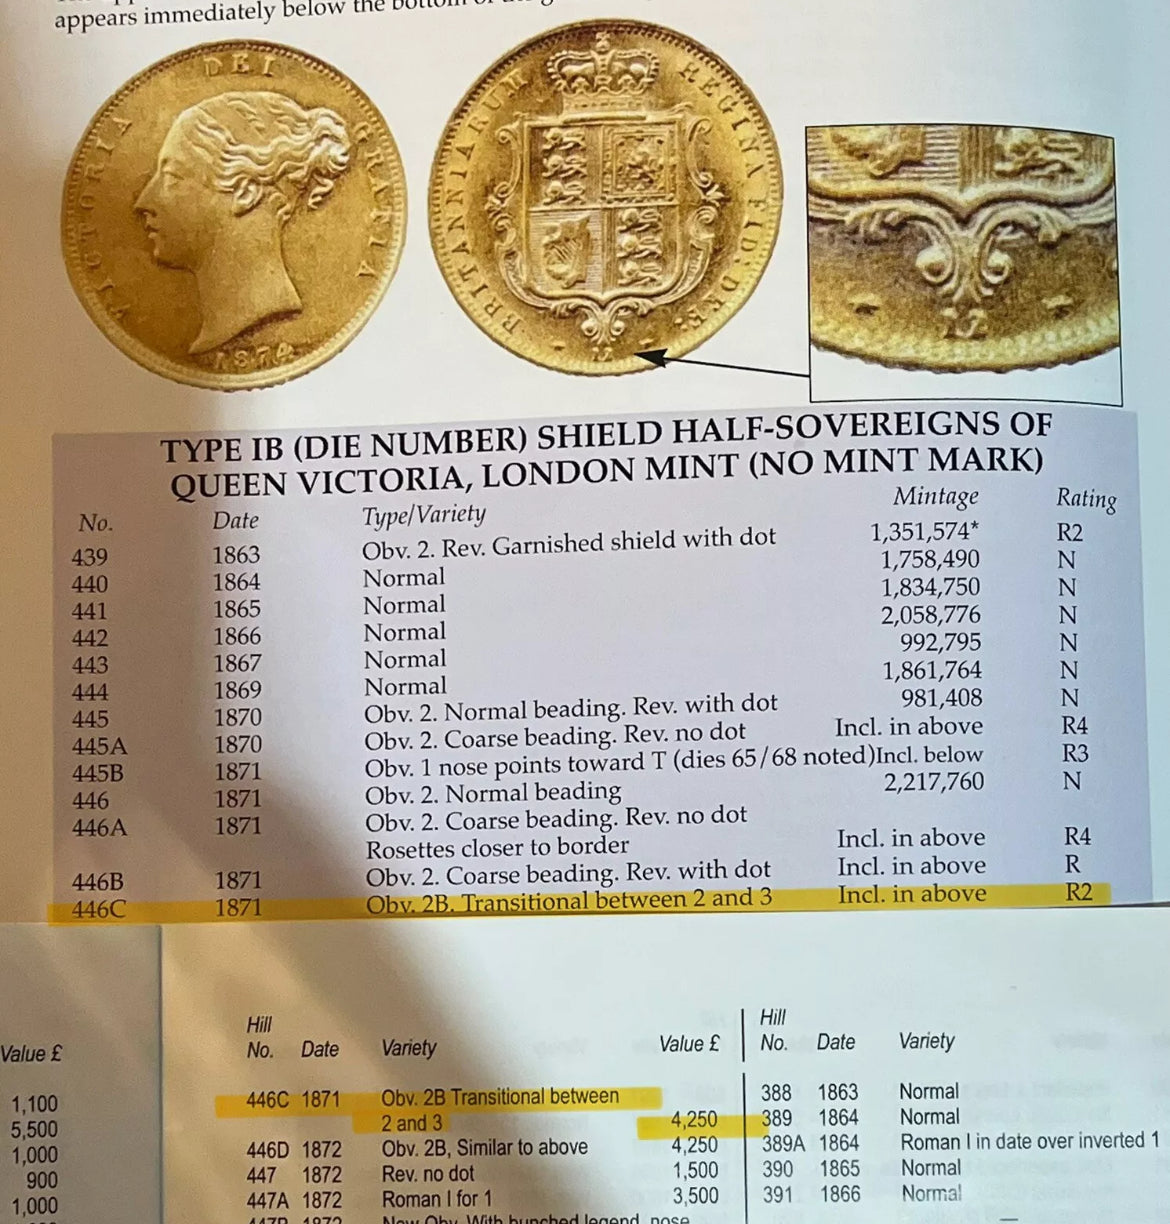 appears immediately below the bottom of
VICTORIA DEI GRATIA
1874
BRITANNIARUM REGINA FID: DEF:
12
12
TYPE IB (DIE NUMBER) SHIELD HALF-SOVEREIGNS OF
QUEEN VICTORIA, LONDON MINT (NO MINT MARK)
No. Date Type/Variety Mintage Rating
439 1863 Obv. 2. Rev. Garnished shield with dot 1,351,574* R2
440 1864 Normal 1,758,490 N
441 1865 Normal 1,834,750 N
442 1866 Normal 2,058,776 N
443 1867 Normal 992,795 N
444 1869 Normal 1,861,764 N
445 1870 Obv. 2. Normal beading. Rev. with dot 981,408 N
445A 1870 Obv. 2. Coarse beading. Rev. no dot Incl. in above R4
445B 1871 Obv. 1 nose points toward T (dies 65/68 noted)Incl. below R3
446 1871 Obv. 2. Normal beading 2,217,760 N
446A 1871 Obv. 2. Coarse beading. Rev. no dot
Rosettes closer to border Incl. in above R4
446B 1871 Obv. 2. Coarse beading. Rev. with dot Incl. in above R
446C 1871 Obv. 2B. Transitional between 2 and 3 Incl. in above R2
Value £
1,100
5,500
1,000
900
1,000
Hill
No. Date Variety Value £
446C 1871 Obv. 2B Transitional between
2 and 3 4,250
446D 1872 Obv. 2B, Similar to above 4,250
447 1872 Rev. no dot 1,500
447A 1872 Roman I for 1 3,500
447B 1872 New Obv. With bunched legend, nose
Hill
No. Date Variety
388 1863 Normal
389 1864 Normal
389A 1864 Roman I in date over inverted 1
390 1865 Normal
391 1866 Normal